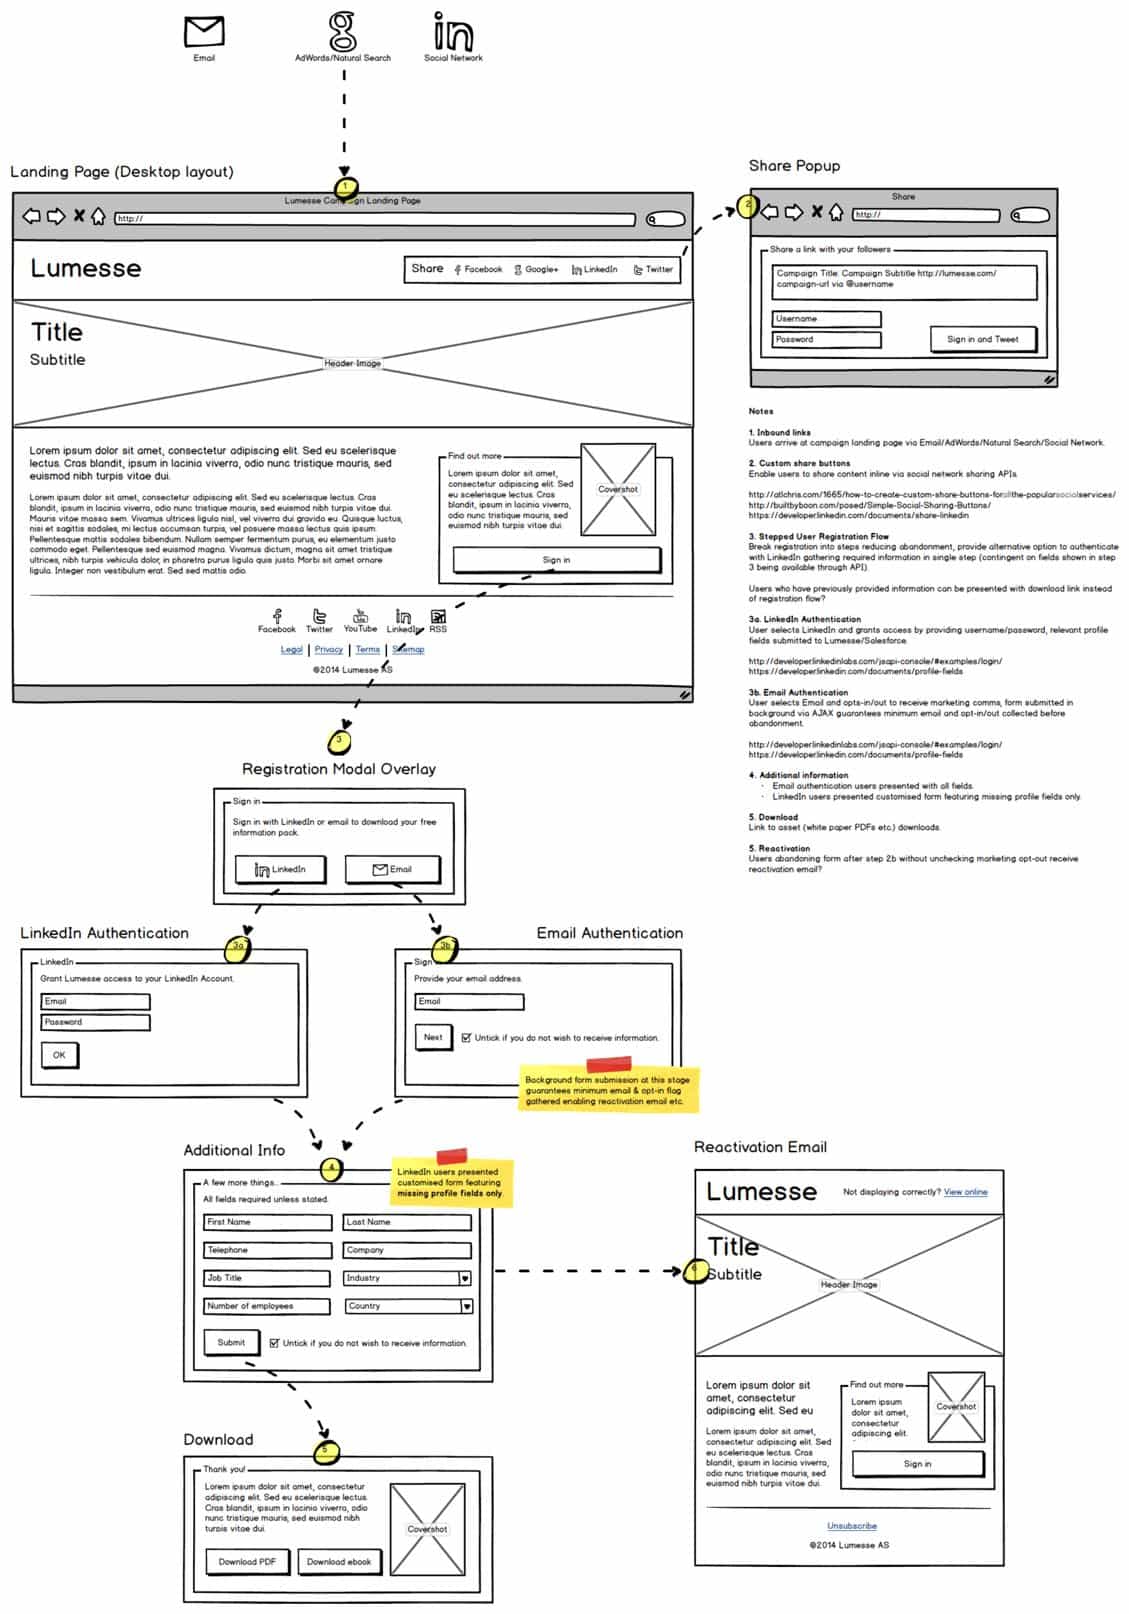 Email
AdWords/Natural Search
Social Network
Landing Page (Desktop layout)
1
Lumesse Campaign Landing Page
http://
Lumesse
Share Facebook Google+ LinkedIn Twitter
Title
Subtitle
Header Image
Lorem ipsum dolor sit amet, consectetur adipiscing elit. Sed eu scelerisque
lectus. Cras blandit, ipsum in lacinia viverra, odio nunc tristique mauris, sed
euismod nibh turpis vitae dui.
Lorem ipsum dolor sit amet, consectetur adipiscing elit. Sed eu scelerisque lectus. Cras
blandit, ipsum in lacinia viverra, odio nunc tristique mauris, sed euismod nibh turpis vitae dui.
Mauris vitae massa sem. Vivamus ultrices ligula nisl, vel viverra dui gravida eu. Quisque luctus,
nisi et sagittis sodales, mi lectus accumsan turpis, vel posuere massa lectus quis ipsum.
Pellentesque mattis sodales bibendum. Nullam semper fermentum purus, eu elementum justo
commodo eget. Pellentesque sed euismod magna. Vivamus dictum, magna sit amet tristique
ultrices, nibh turpis vehicula dolor, in pharetra purus ligula quis justo. Morbi sit amet ornare
ligula. Integer non vestibulum erat. Sed sed mattis odio.
Find out more
Lorem ipsum dolor sit amet,
consectetur adipiscing elit. Sed eu
scelerisque lectus. Cras blandit,
ipsum in lacinia viverra, odio nunc
tristique mauris, sed
euismod nibh turpis vitae dui.
Covershot
Sign in
Facebook Twitter YouTube LinkedIn RSS
Legal Privacy Terms Sitemap
©2014 Lumesse AS
Share Popup
2
Share
http://
Share a link with your followers
Campaign Title: Campaign Subtitle http://lumesse.com/
campaign-url via @username
Username
Password
Sign in and Tweet
Notes
1. Inbound links
Users arrive at campaign landing page via Email/AdWords/Natural Search/Social Network.
2. Custom share buttons
Enable users to share content inline via social network sharing APIs.
http://atlchris.com/1665/how-to-create-custom-share-buttons-for-all-the-popular-social-services/
http://builtbyboon.com/posed/Simple-Social-Sharing-Buttons/
https://developer.linkedin.com/documents/share-linkedin
3. Stepped User Registration Flow
Break registration into steps reducing abandonment, provide alternative option to authenticate
with LinkedIn gathering required information in single step (contingent on fields shown in step
3 being available through API).
Users who have previously provided information can be presented with download link instead
of registration flow?
3a. LinkedIn Authentication
User selects LinkedIn and grants access by providing username/password, relevant profile
fields submitted to Lumesse/Salesforce.
http://developer.linkedinlabs.com/jsapi-console/#examples/login/
https://developer.linkedin.com/documents/profile-fields
3b. Email Authentication
User selects Email and opts-in/out to receive marketing comms, form submitted in
background via AJAX guarantees minimum email and opt-in/out collected before
abandonment.
http://developer.linkedinlabs.com/jsapi-console/#examples/login/
https://developer.linkedin.com/documents/profile-fields
4. Additional information
· Email authentication users presented with all fields.
· LinkedIn users presented customised form featuring missing profile fields only.
5. Download
Link to asset (white paper PDFs etc.) downloads.
5. Reactivation
Users abandoning form after step 2b without unchecking marketing opt-out receive
reactivation email?
3
Registration Modal Overlay
Sign in
Sign in with LinkedIn or email to download your free
information pack.
LinkedIn
Email
LinkedIn Authentication
3a
LinkedIn
Grant Lumesse access to your LinkedIn Account.
Email
Password
OK
Email Authentication
3b
Sign
Provide your email address.
Email
Next
Untick if you do not wish to receive information.
Background form submission at this stage
guarantees minimum email & opt-in flag
gathered enabling reactivation email etc.
Additional Info
4
A few more things..
All fields required unless stated.
LinkedIn users presented
customised form featuring
missing profile fields only.
First Name
Last Name
Telephone
Company
Job Title
Industry
Number of employees
Country
Submit
Untick if you do not wish to receive information.
Download
5
Thank you!
Lorem ipsum dolor sit amet,
consectetur adipiscing elit. Sed eu scelerisque lectus.
Cras blandit, ipsum in lacinia viverra, odio nunc
tristique mauris, sed euismod nibh
turpis vitae dui.
Covershot
Download PDF
Download ebook
Reactivation Email
Lumesse
Not displaying correctly? View online
Title
6
Subtitle
Header Image
Lorem ipsum dolor sit
amet, consectetur
adipiscing elit. Sed eu
Lorem ipsum dolor sit amet,
consectetur adipiscing elit. Sed
eu scelerisque lectus. Cras
blandit, ipsum in lacinia viverra,
odio nunc tristique mauris, sed
euismod nibh turpis vitae dui.
Find out more
Lorem ipsum
dolor sit amet,
consectetur
adipiscing elit.
Covershot
Sign in
Unsubscribe
©2014 Lumesse AS